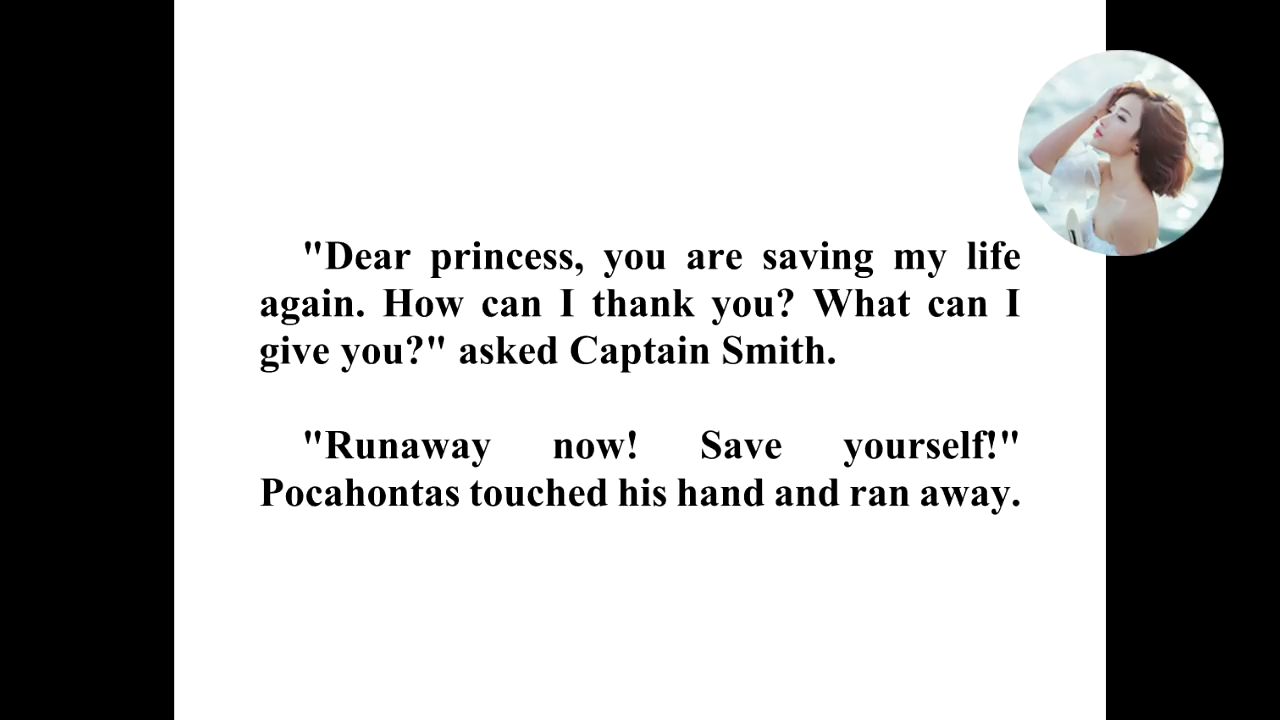 "Dear princess, you are saving my life
again. How can I thank you? What can I
give you?" asked Captain Smith.
"Runaway now! Save yourself!"
Pocahontas touched his hand and ran away.